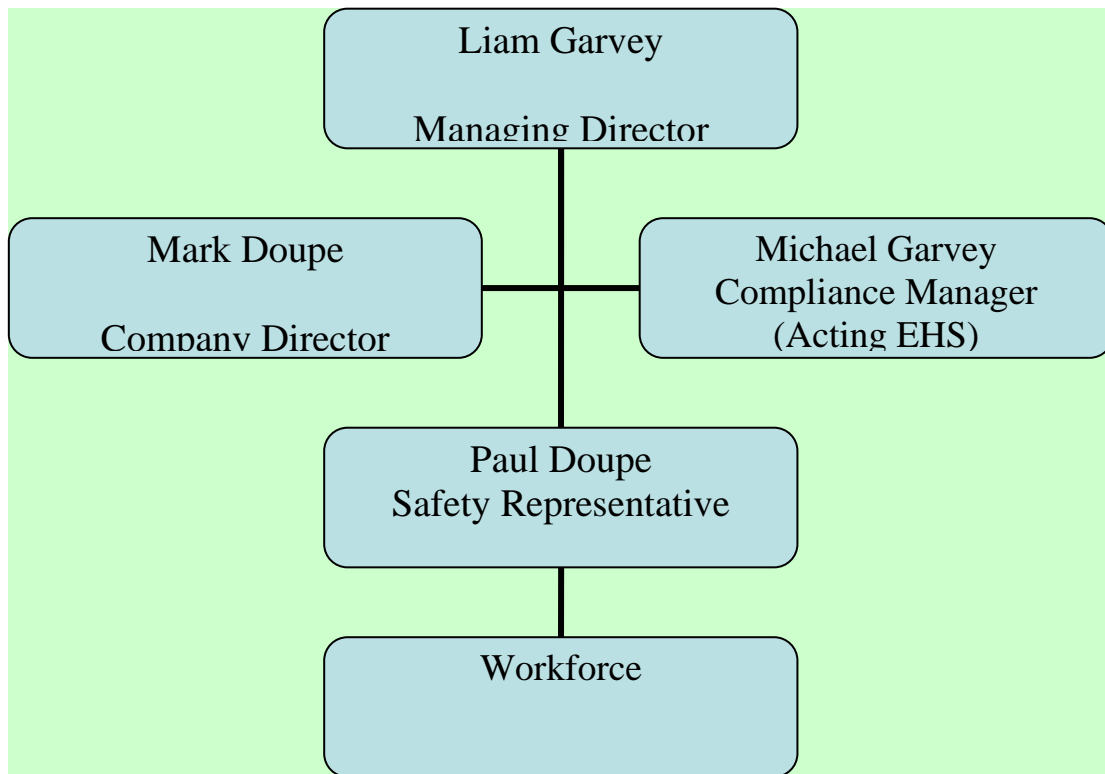 Liam Garvey
Managing Director
Mark Doupe
Company Director
Michael Garvey
Compliance Manager
(Acting EHS)
Paul Doupe
Safety Representative
Workforce